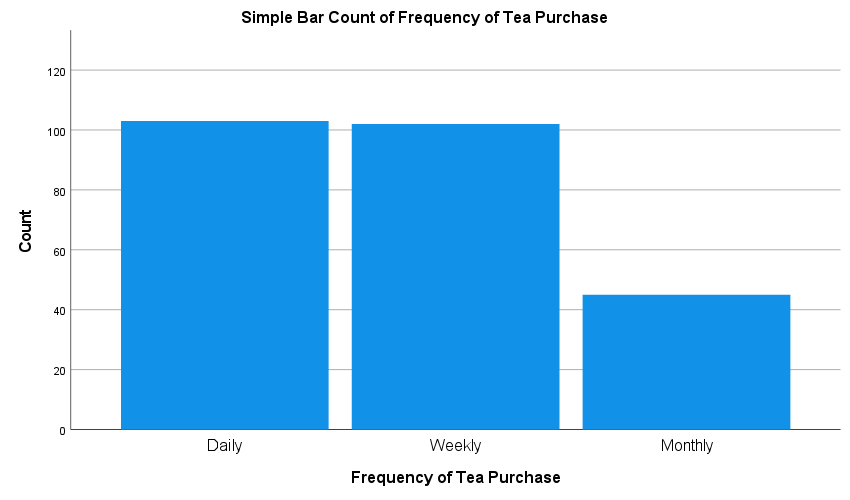 Simple Bar Count of Frequency of Tea Purchase
120
100
80
60
40
20
0
Count
Daily Weekly Monthly
Frequency of Tea Purchase